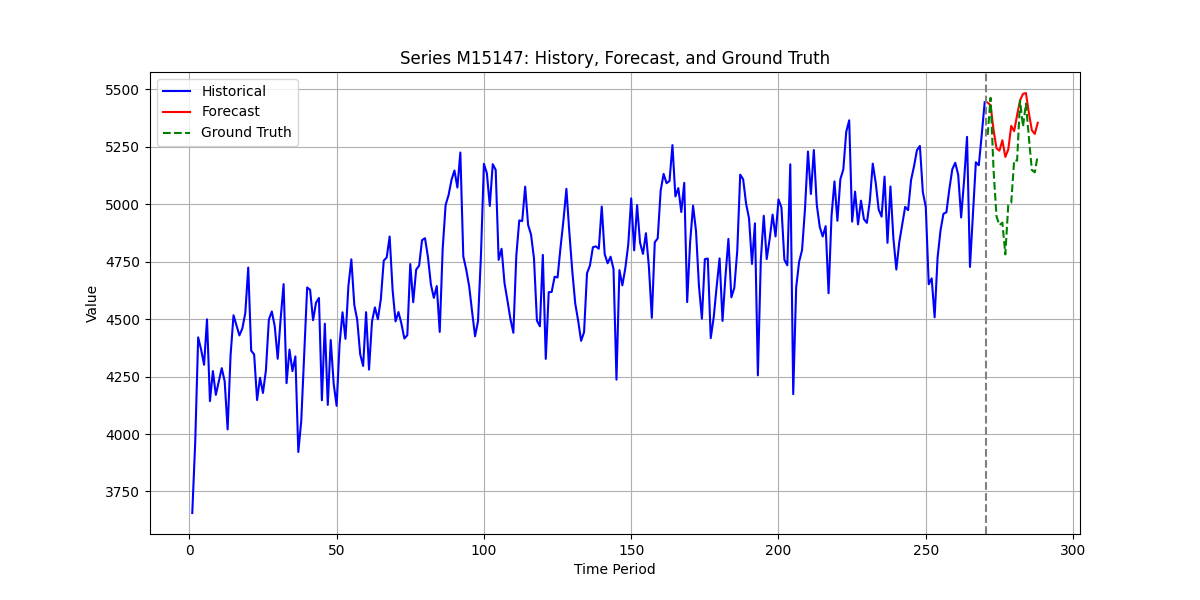 Series M15147: History, Forecast, and Ground Truth
Historical
Forecast
Ground Truth
Value
5500
5250
5000
4750
4500
4250
4000
3750
0 50 100 150 200 250 300
Time Period